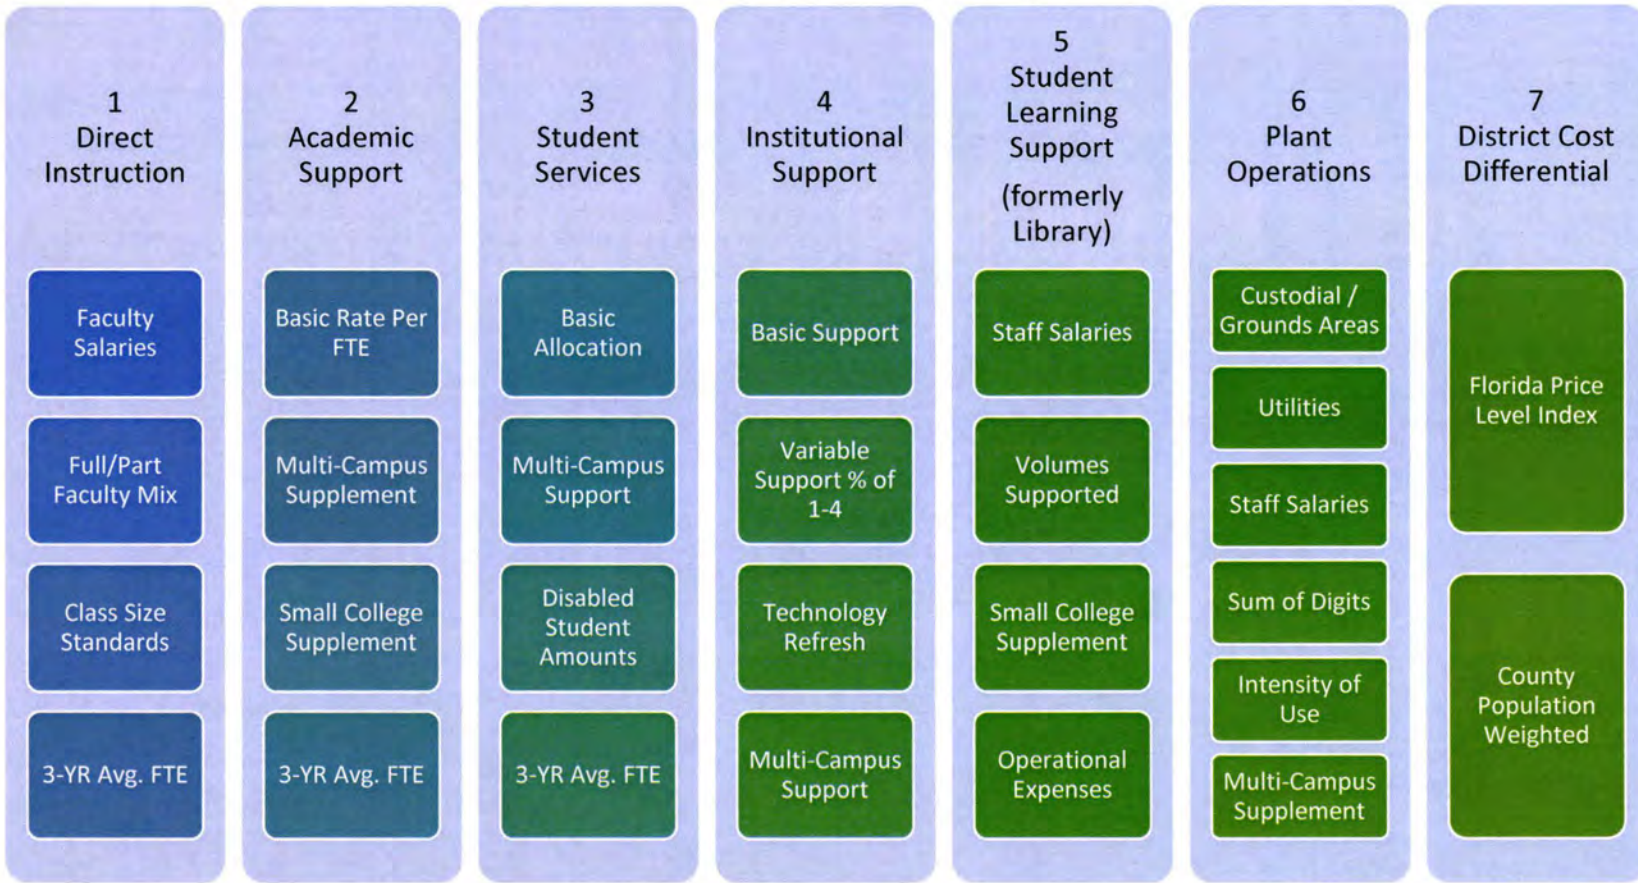 1
Direct
Instruction
Faculty
Salaries
Full/Part
Faculty Mix
Class Size
Standards
3-YR Avg. FTE
2
Academic
Support
Basic Rate Per
FTE
Multi-Campus
Supplement
Small College
Supplement
3-YR Avg. FTE
3
Student
Services
Basic
Allocation
Multi-Campus
Support
Disabled
Student
Amounts
3-YR Avg. FTE
4
Institutional
Support
Basic Support
Variable
Support % of
1-4
Technology
Refresh
Multi-Campus
Support
5
Student
Learning
Support
(formerly
Library)
Staff Salaries
Volumes
Supported
Small College
Supplement
Operational
Expenses
6
Plant
Operations
Custodial /
Grounds Areas
Utilities
Staff Salaries
Sum of Digits
Intensity of
Use
Multi-Campus
Supplement
7
District Cost
Differential
Florida Price
Level Index
County
Population
Weighted